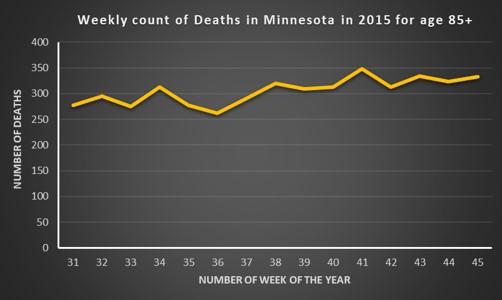 Weekly count of Deaths in Minnesota in 2015 for age 85+
400
350
300
250
200
150
100
50
0
NUMBER OF DEATHS
31 32 33 34 35 36 37 38 39 40 41 42 43 44 45
NUMBER OF WEEK OF THE YEAR